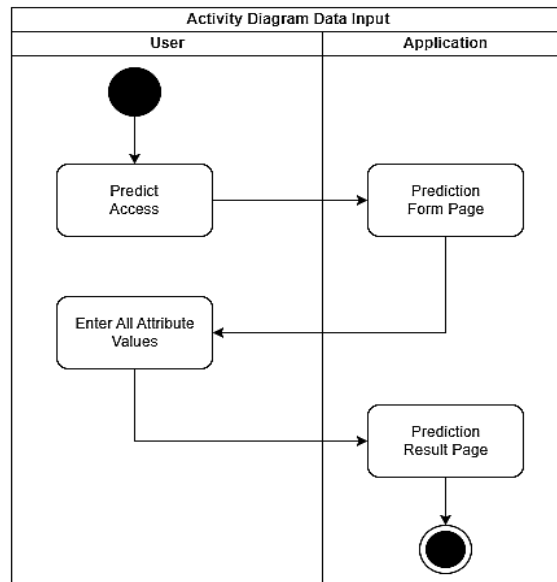 Activity Diagram Data Input
User
Application
Predict
Access
Prediction
Form Page
Enter All Attribute
Values
Prediction
Result Page